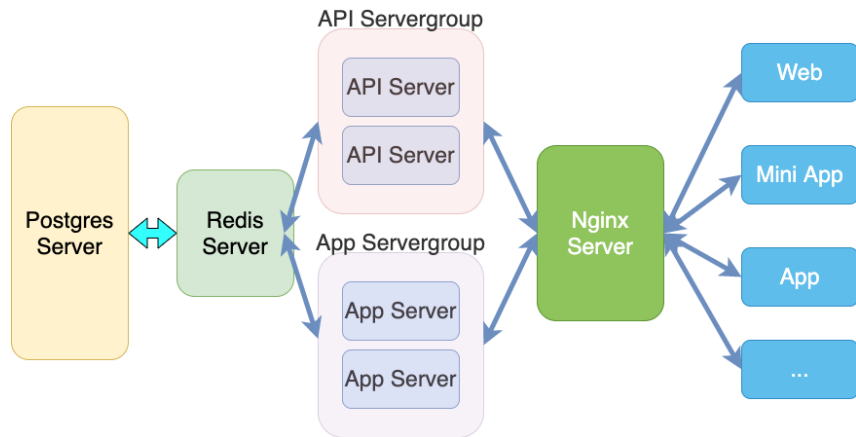 API Servergroup
API Server
API Server
Postgres
Server
Redis
Server
App Servergroup
App Server
App Server
Nginx
Server
Web
Mini App
App
...